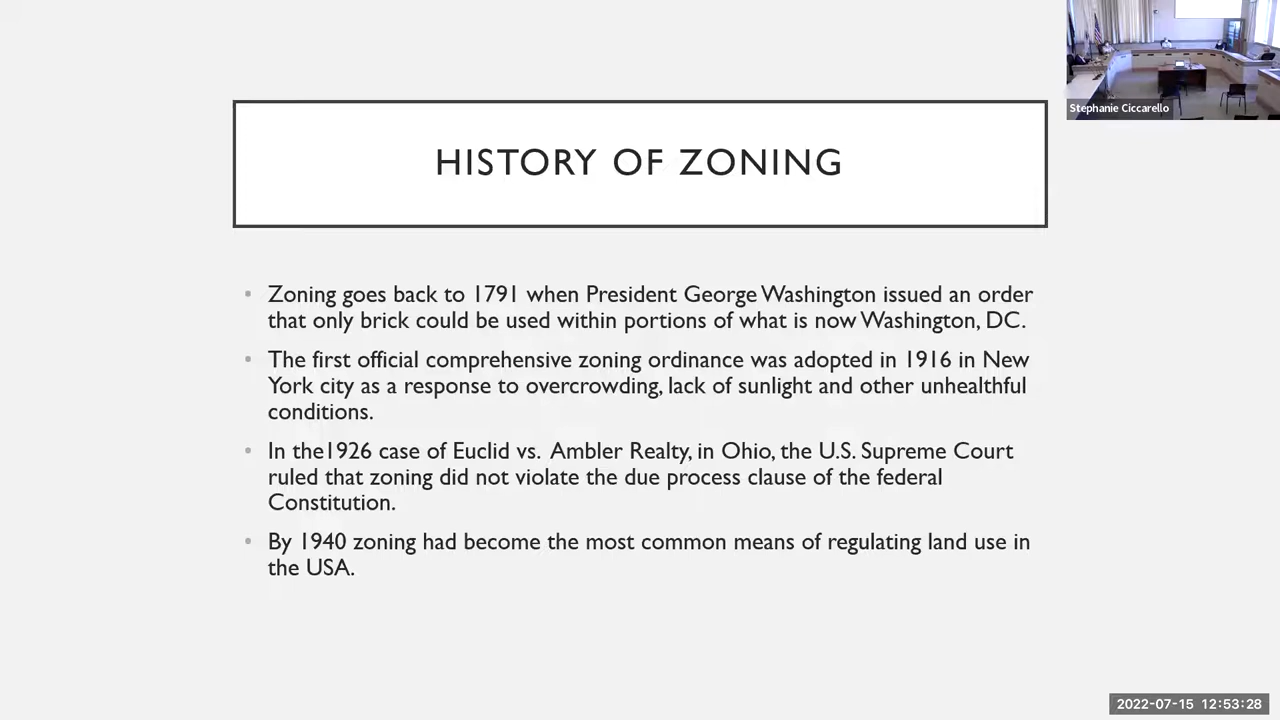 Stephanie Ciccarello
HISTORY OF ZONING
Zoning goes back to 1791 when President George Washington issued an order
that only brick could be used within portions of what is now Washington, DC.
The first official comprehensive zoning ordinance was adopted in 1916 in New
York city as a response to overcrowding, lack of sunlight and other unhealthful
conditions.
In the1926 case of Euclid vs. Ambler Realty, in Ohio, the U.S. Supreme Court
ruled that zoning did not violate the due process clause of the federal
Constitution.
By 1940 zoning had become the most common means of regulating land use in
the USA.
2022-07-15 12:53:28